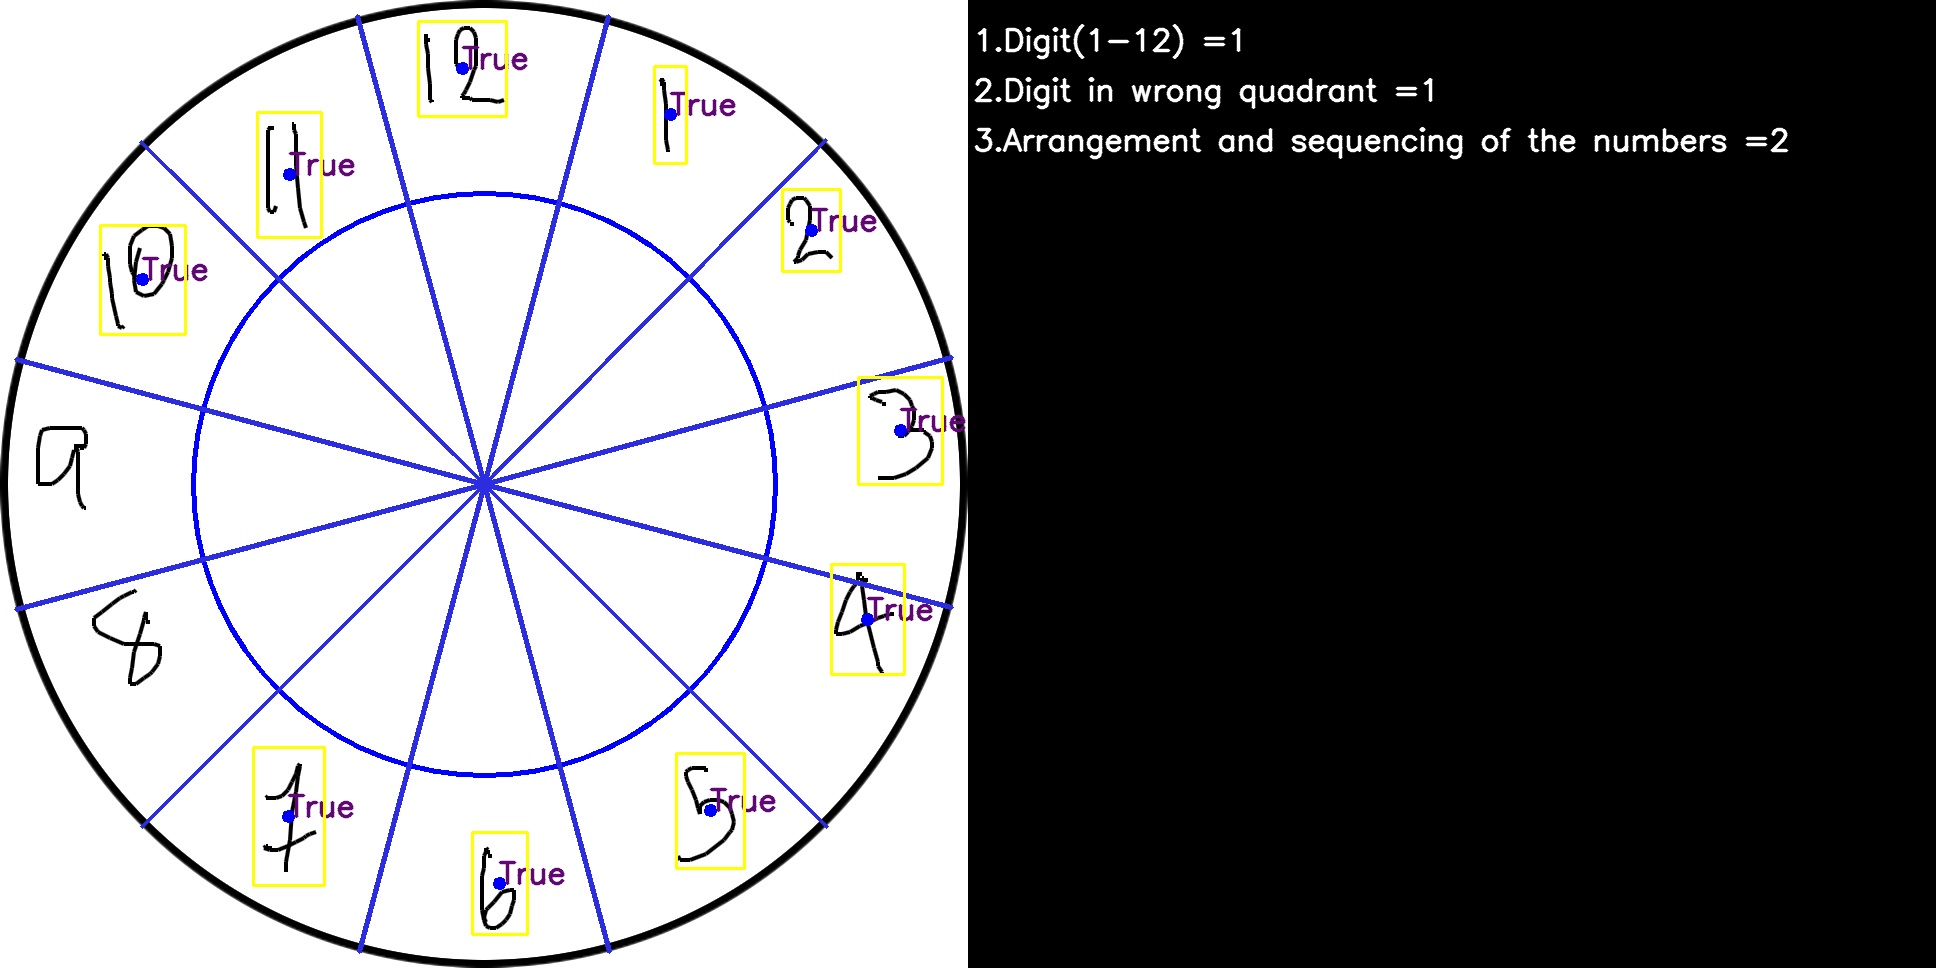 12 True
1 True
11 True
2 True
10 True
3 True
9
4 True
8
5 True
7 True
6 True
1.Digit(1-12) =1
2.Digit in wrong quadrant =1
3.Arrangement and sequencing of the numbers =2